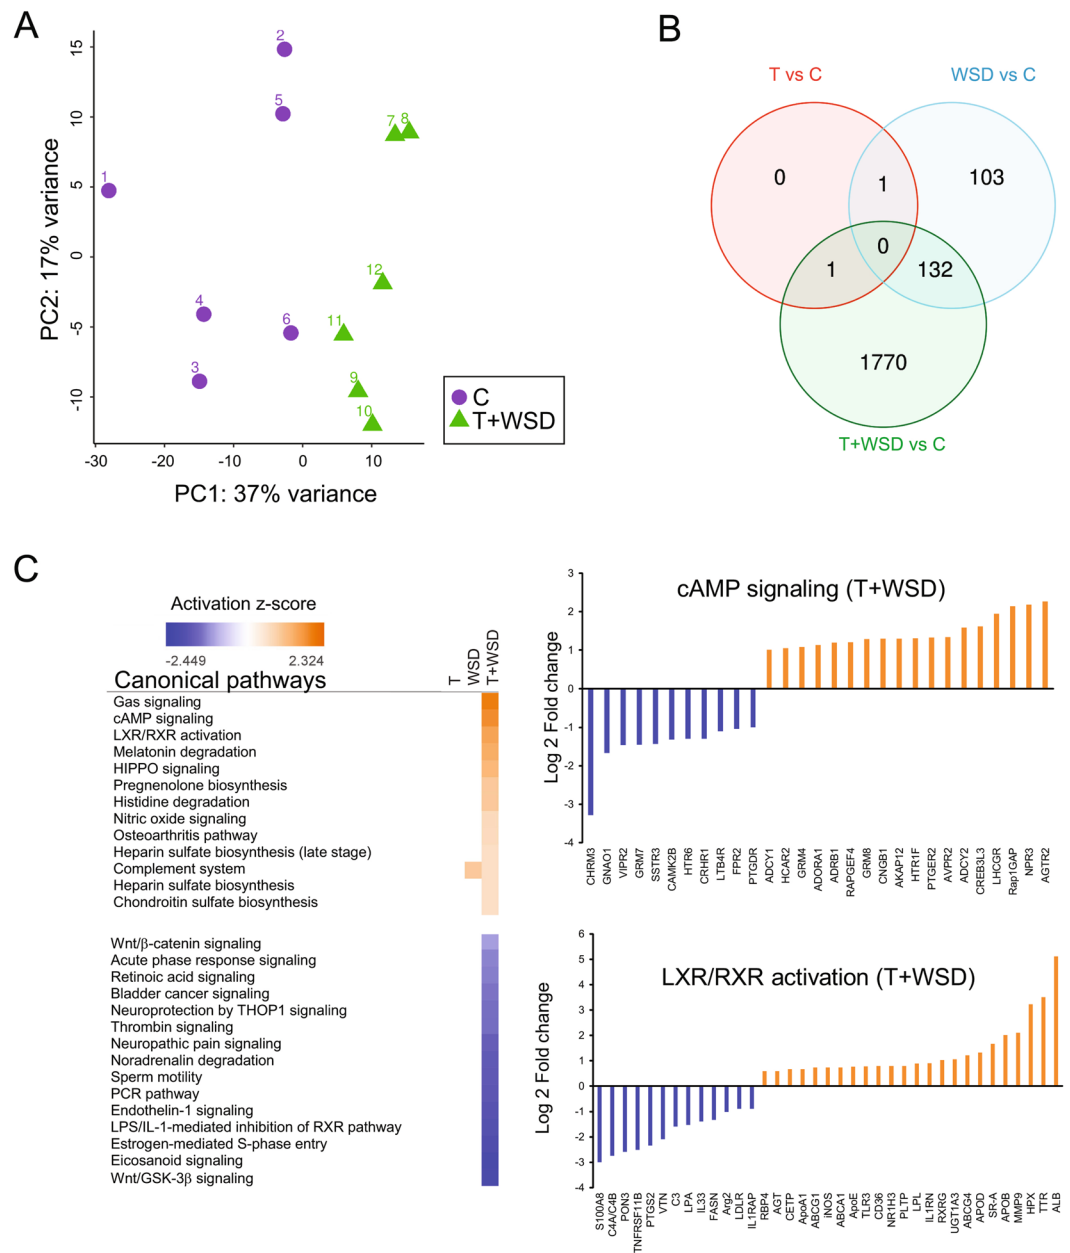 A
15
10
5
0
-5
-10
PC2: 17% variance
-30
-20
-10
0
10
PC1: 37% variance
1
2
3
4
5
6
7
8
9
10
11
12
C
T+WSD
B
T vs C
WSD vs C
0
1
103
0
1
132
1770
T+WSD vs C
C
Activation z-score
-2.449
2.324
Canonical pathways
T
WSD
T+WSD
Gas signaling
cAMP signaling
LXR/RXR activation
Melatonin degradation
HIPPO signaling
Pregnenolone biosynthesis
Histidine degradation
Nitric oxide signaling
Osteoarthritis pathway
Heparin sulfate biosynthesis (late stage)
Complement system
Heparin sulfate biosynthesis
Chondroitin sulfate biosynthesis
Wnt/β-catenin signaling
Acute phase response signaling
Retinoic acid signaling
Bladder cancer signaling
Neuroprotection by THOP1 signaling
Thrombin signaling
Neuropathic pain signaling
Noradrenalin degradation
Sperm motility
PCR pathway
Endothelin-1 signaling
LPS/IL-1-mediated inhibition of RXR pathway
Estrogen-mediated S-phase entry
Eicosanoid signaling
Wnt/GSK-3β signaling
cAMP signaling (T+WSD)
Log 2 Fold change
3
2
1
0
-1
-2
-3
-4
CHRM3
GNAO1
VIPR2
GRM7
SSTR3
CAMK2B
HTR6
CRHR1
LTB4R
FPR2
PTGDR
ADCY1
HCAR2
GRM4
ADORA1
ADRB1
RAPGEF4
GRM8
CNGB1
AKAP12
HTR1F
PTGER2
AVPR2
ADCY2
CREB3L3
LHCGR
Rap1GAP
NPR3
AGTR2
LXR/RXR activation (T+WSD)
Log 2 Fold change
6
5
4
3
2
1
0
-1
-2
-3
-4
S100A8
C4A/C4B
PON3
TNFRSF11B
PTGS2
VTN
C3
LPA
IL33
FASN
Arg2
LDLR
IL1RAP
RBP4
AGT
CETP
ApoA1
ABCG1
iNOS
ABCA1
ApoE
TLR3
CD36
NR1H3
PLTP
LPL
IL1RN
RXRG
UGT1A3
ABCG4
APOD
SR-A
APOB
MMP9
HPX
TTR
ALB